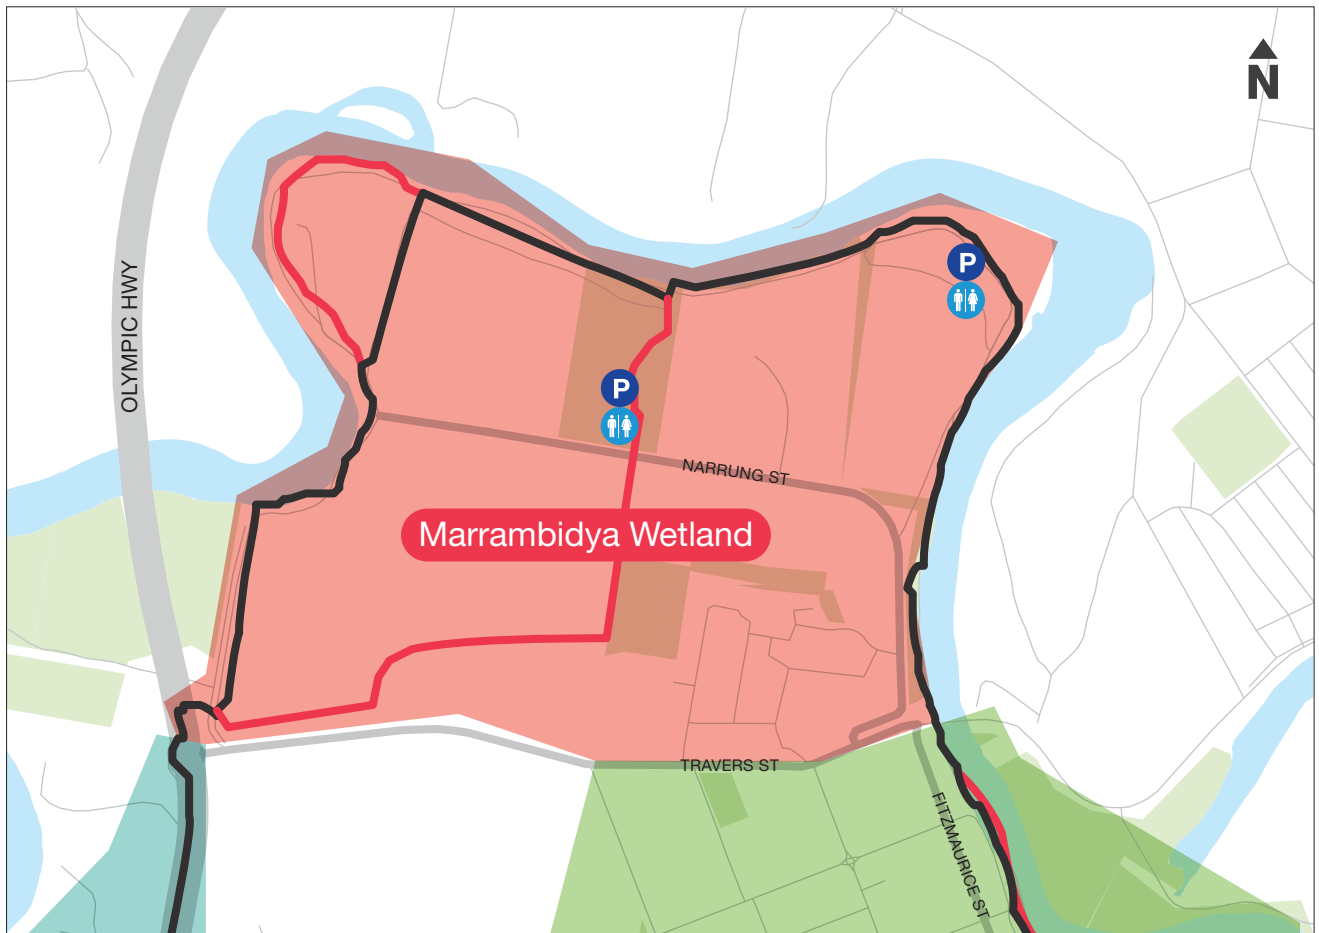 N
OLYMPIC HWY
P
P
NARRUNG ST
Marrambidya Wetland
TRAVERS ST
FITZMAURICE ST